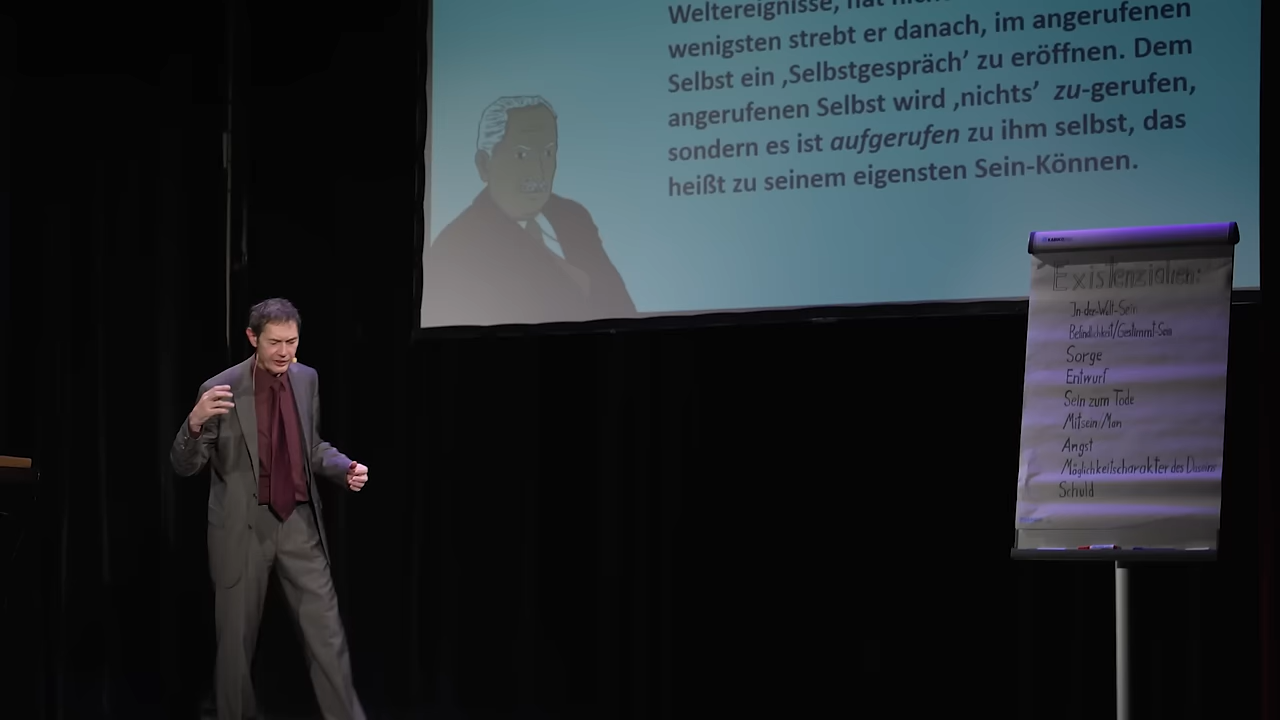 Weltereignisse, hat
wenigsten strebt er danach, im angerufenen
Selbst ein ‚Selbstgespräch’ zu eröffnen. Dem
angerufenen Selbst wird ‚nichts’ zu-gerufen,
sondern es ist aufgerufen zu ihm selbst, das
heißt zu seinem eigensten Sein-Können.
Existenzialien:
In-der-Welt-Sein
Befindlichkeit/Gestimmt-Sein
Sorge
Entwurf
Sein zum Tode
Mitsein/Man
Angst
Möglichkeitscharakter des Daseins
Schuld